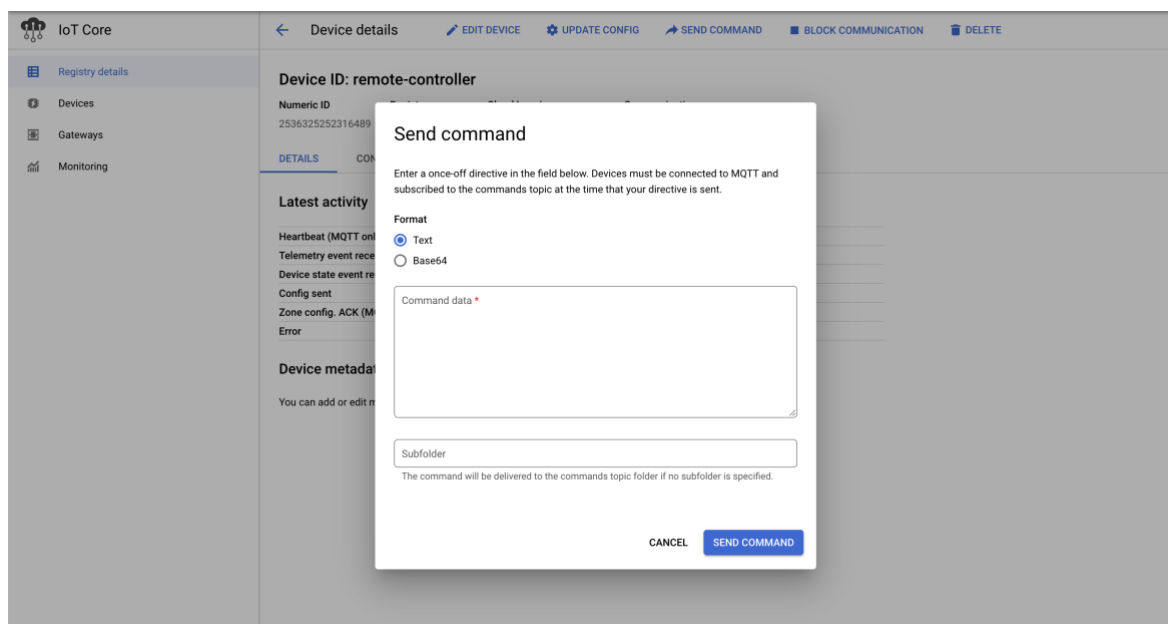 IoT Core
Device details
EDIT DEVICE
UPDATE CONFIG
SEND COMMAND
BLOCK COMMUNICATION
DELETE
Registry details
Devices
Gateways
Monitoring
Device ID: remote-controller
Numeric ID
2536325252316489
DETAILS
CON
Latest activity
Heartbeat (MQTT onl
Telemetry event rece
Device state event re
Config sent
Zone config. ACK (M
Error
Device metadat
You can add or edit m
Send command
Enter a once-off directive in the field below. Devices must be connected to MQTT and
subscribed to the commands topic at the time that your directive is sent.
Format
Text
Base64
Command data *
Subfolder
The command will be delivered to the commands topic folder if no subfolder is specified.
CANCEL
SEND COMMAND